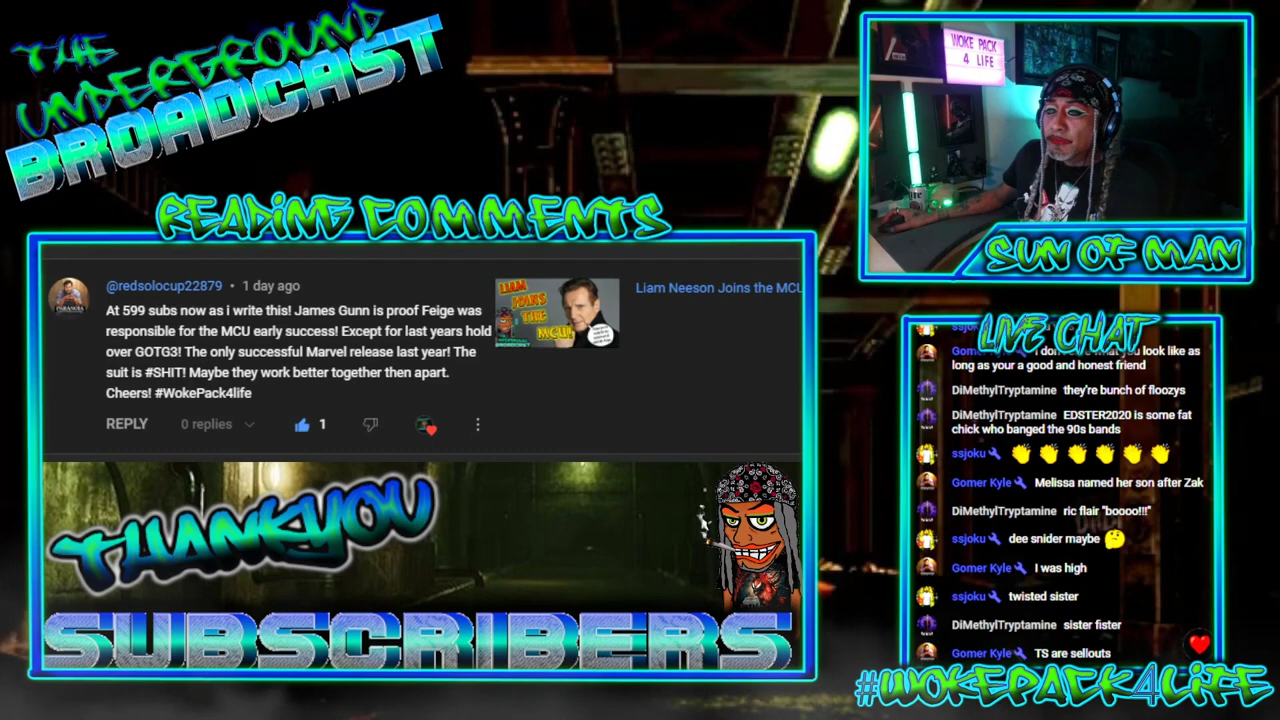 THE
UNDERGROUND
BROADCAST
WOKE PACK
4 LIFE
SUN OF MAN
READING COMMENTS
@redsolocup22879 • 1 day ago
At 599 subs now as i write this! James Gunn is proof Feige was
responsible for the MCU early success! Except for last years hold
over GOTG3! The only successful Marvel release last year! The
suit is #SHIT! Maybe they work better together then apart.
Cheers! #WokePack4life
REPLY 0 replies 1
PARANOIA
LIAM
JOINS
THE
MCU!
Liam Neeson Joins the MCU
THANKYOU
SUBSCRIBERS
LIVE CHAT
look like as
long as your a good and honest friend
DiMethylTryptamine they're bunch of floozys
DiMethylTryptamine EDSTER2020 is some fat
chick who banged the 90s bands
ssjoku 👏 👏 👏 👏 👏 👏
Gomer Kyle Melissa named her son after Zak
DiMethylTryptamine ric flair "boooo!!!"
ssjoku dee snider maybe 🤔
Gomer Kyle I was high
ssjoku twisted sister
DiMethylTryptamine sister fister
Gomer Kyle TS are sellouts
#WOKEPACK4LIFE